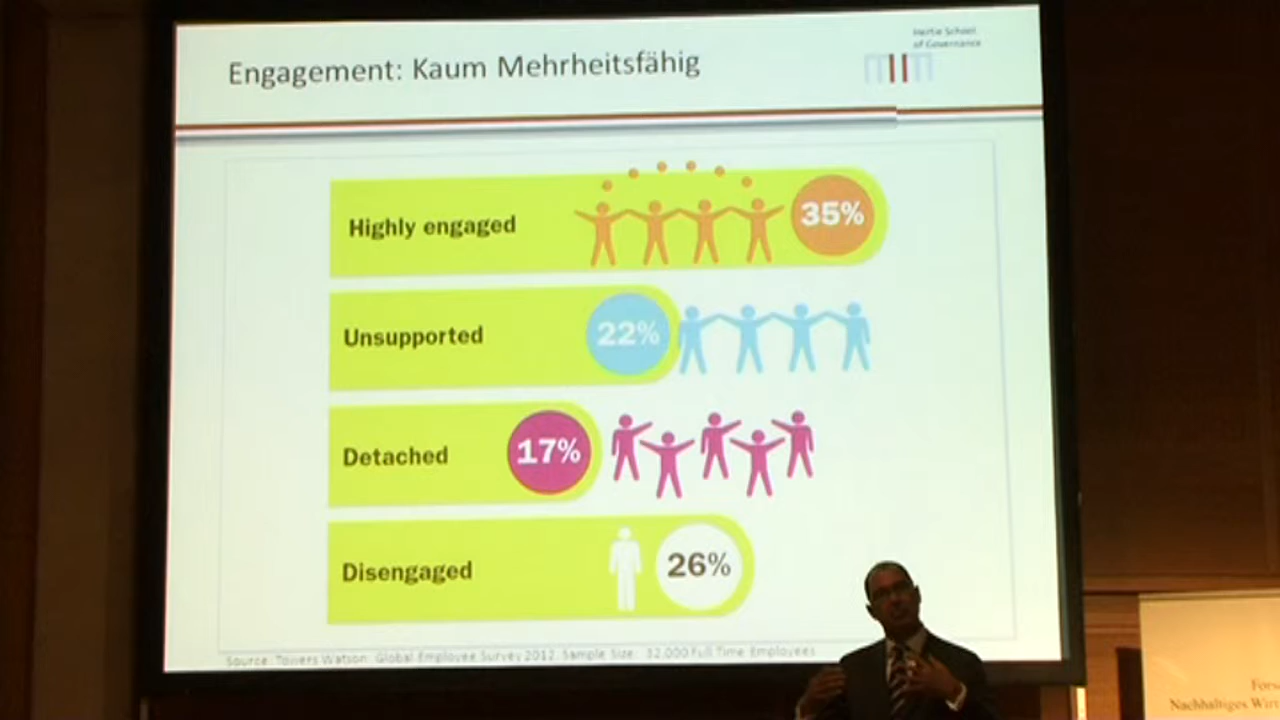 Hertie School
of Governance
Engagement: Kaum Mehrheitsfähig
Highly engaged
35%
Unsupported
22%
Detached
17%
Disengaged
26%
Source: Towers Watson: Global Employee Survey 2012. Sample Size: 32.000 Full Time Employees
Nachhaltiges